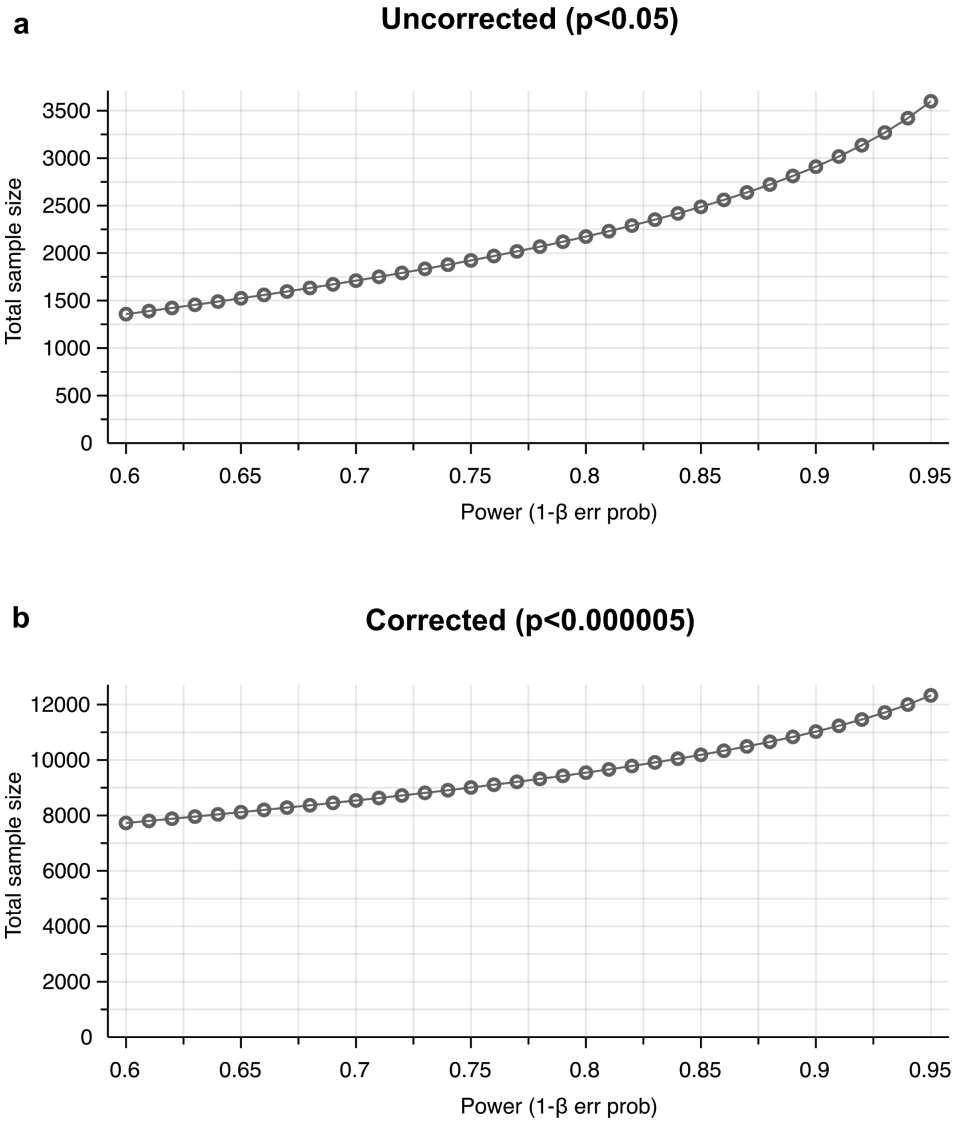 a
Uncorrected (p<0.05)
Total sample size
3500
3000
2500
2000
1500
1000
500
0
0.6 0.65 0.7 0.75 0.8 0.85 0.9 0.95
Power (1-β err prob)
b
Corrected (p<0.000005)
Total sample size
12000
10000
8000
6000
4000
2000
0
0.6 0.65 0.7 0.75 0.8 0.85 0.9 0.95
Power (1-β err prob)